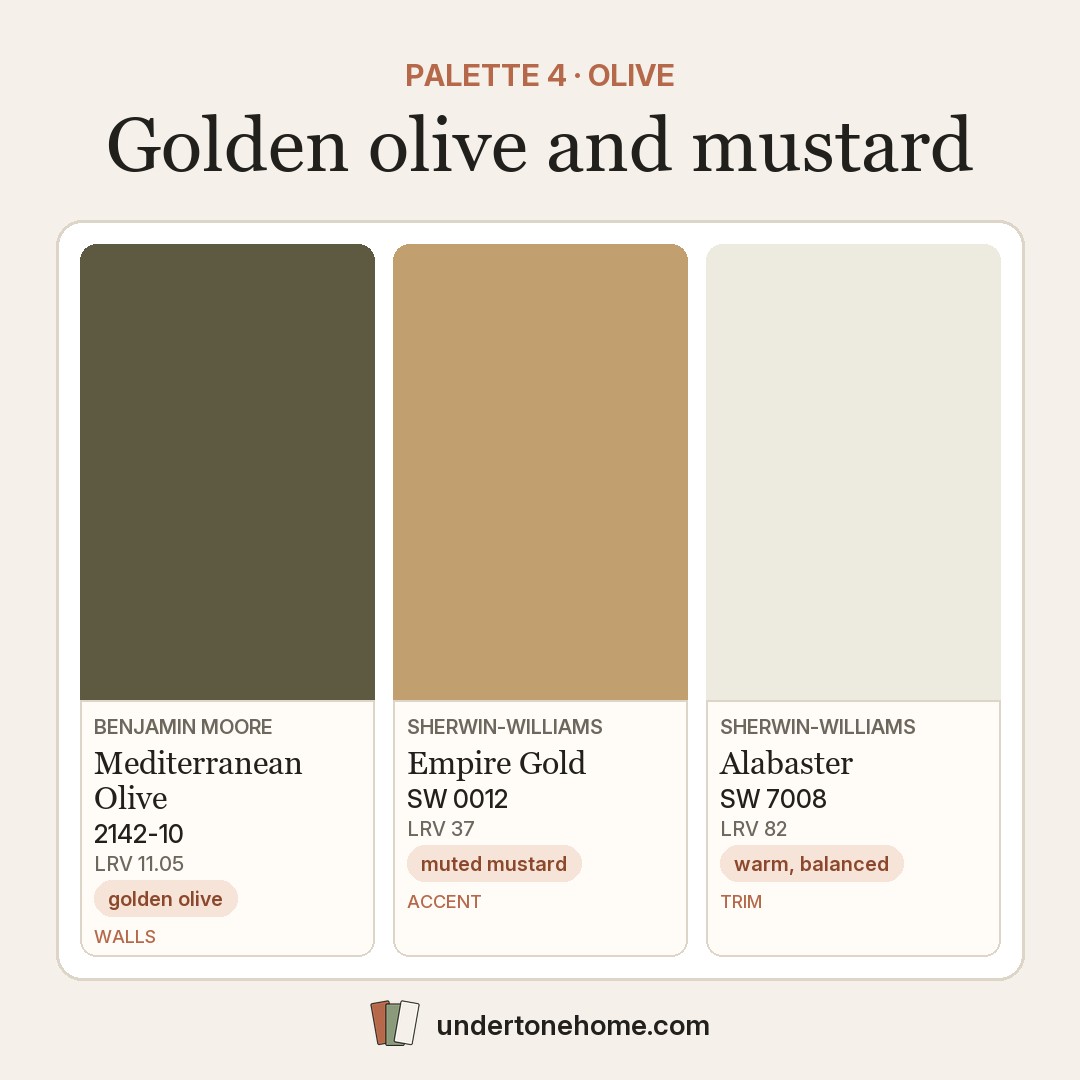 PALETTE 4 · OLIVE
Golden olive and mustard
BENJAMIN MOORE
Mediterranean
Olive
2142-10
LRV 11.05
golden olive
WALLS
SHERWIN-WILLIAMS
Empire Gold
SW 0012
LRV 37
muted mustard
ACCENT
SHERWIN-WILLIAMS
Alabaster
SW 7008
LRV 82
warm, balanced
TRIM
undertonehome.com